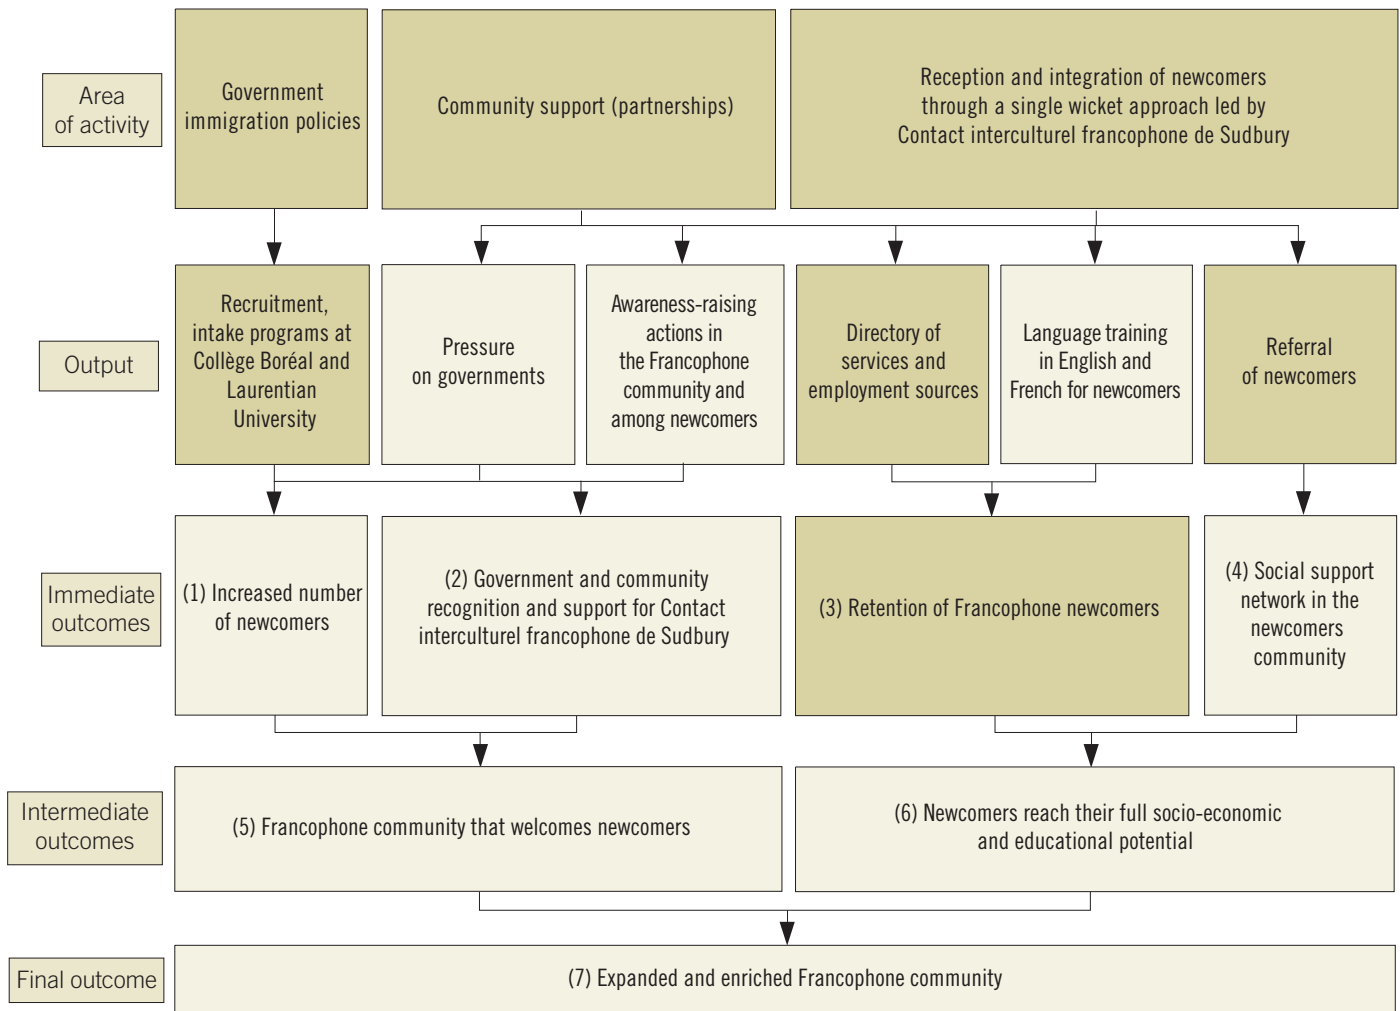 Area
of activity
Government
immigration policies
Community support (partnerships)
Reception and integration of newcomers
through a single wicket approach led by
Contact interculturel francophone de Sudbury
Output
Recruitment,
intake programs at
Collège Boréal and
Laurentian
University
Pressure
on governments
Awareness-raising
actions in
the Francophone
community and
among newcomers
Directory of
services and
employment sources
Language training
in English and
French for newcomers
Referral
of newcomers
Immediate
outcomes
(1) Increased number
of newcomers
(2) Government and community
recognition and support for Contact
interculturel francophone de Sudbury
(3) Retention of Francophone newcomers
(4) Social support
network in the
newcomers
community
Intermediate
outcomes
(5) Francophone community that welcomes newcomers
(6) Newcomers reach their full socio-economic
and educational potential
Final outcome
(7) Expanded and enriched Francophone community